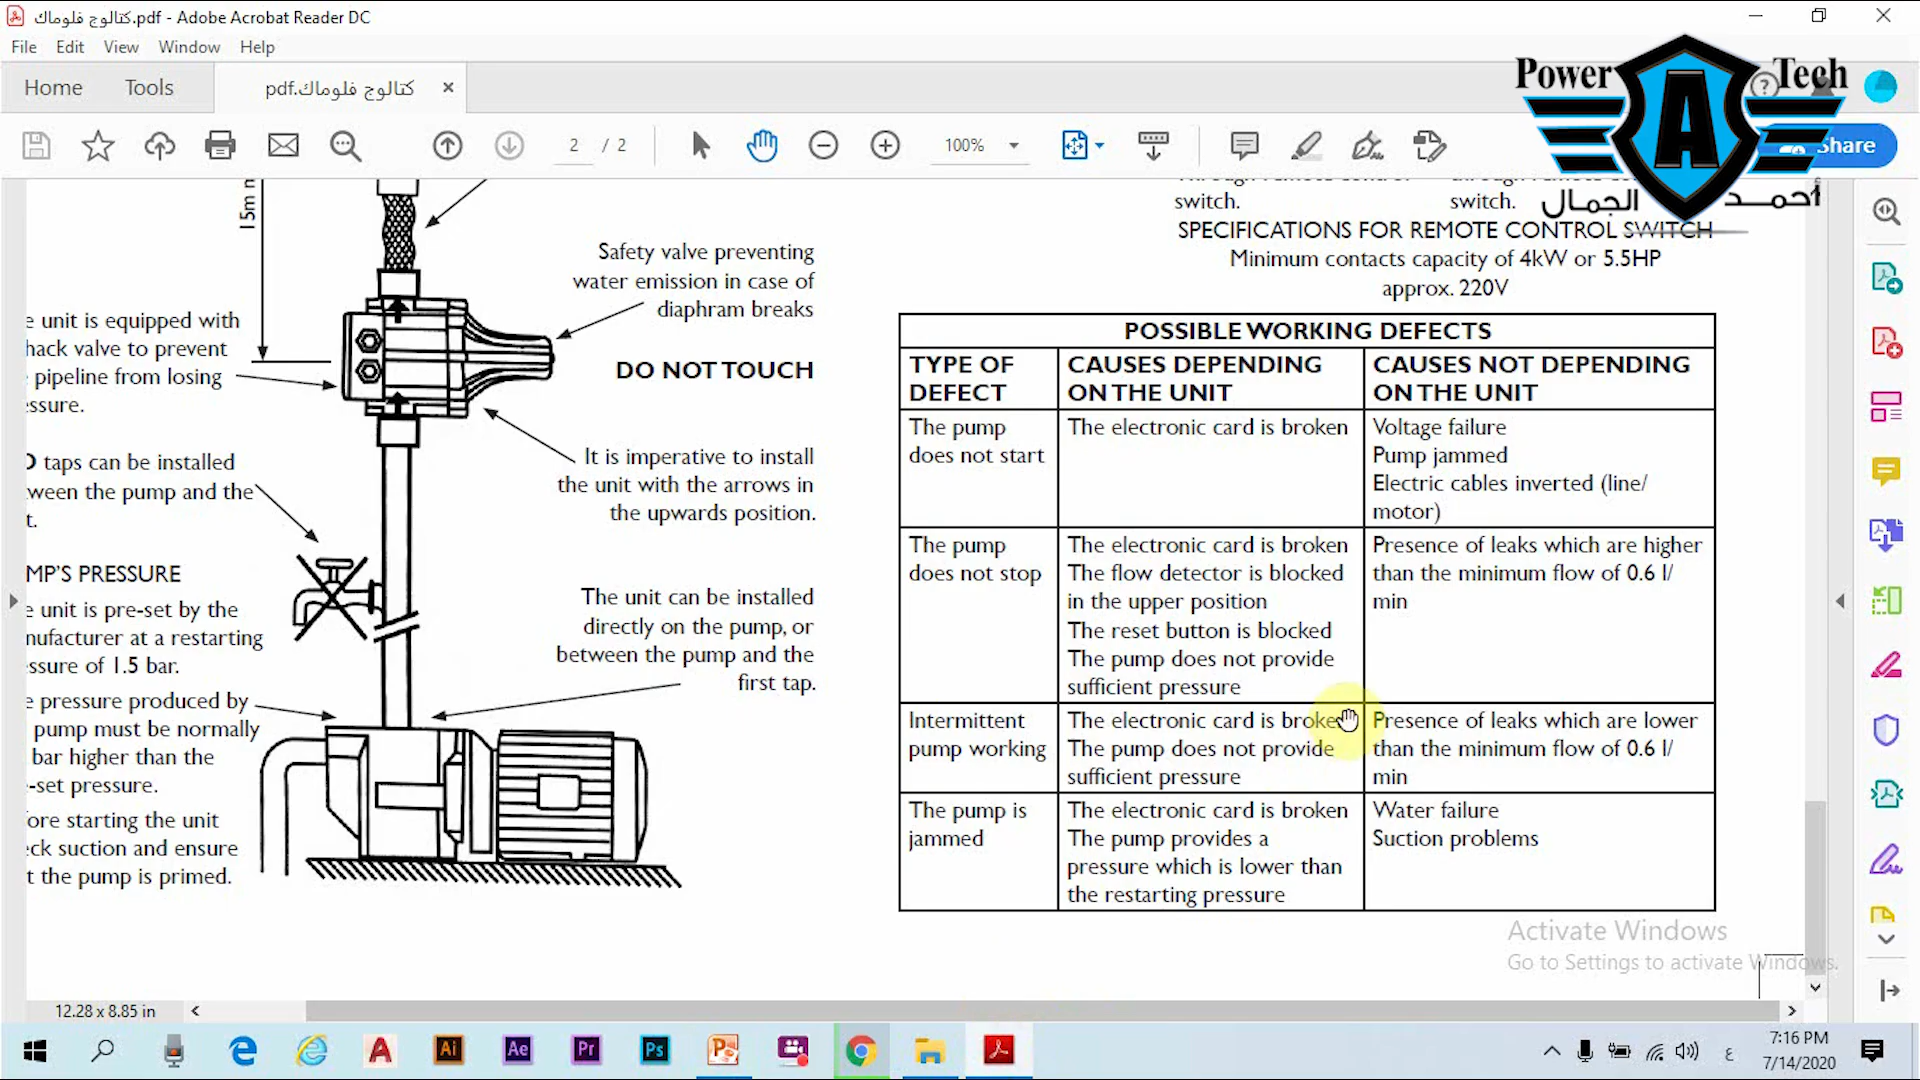 كتالوج فلوماك.pdf - Adobe Acrobat Reader DC
File Edit View Window Help
Home Tools كتالوج فلوماك.pdf
Power Tech
A
Share
احمد الجمال
2 / 2
100%
switch. switch.
SPECIFICATIONS FOR REMOTE CONTROL SWITCH
Minimum contacts capacity of 4kW or 5.5HP
approx. 220V
15m
Safety valve preventing
water emission in case of
diaphram breaks
DO NOT TOUCH
e unit is equipped with
hack valve to prevent
pipeline from losing
ssure.
It is imperative to install
the unit with the arrows in
the upwards position.
taps can be installed
tween the pump and the
t.
MP'S PRESSURE
e unit is pre-set by the
nufacturer at a restarting
ssure of 1.5 bar.
The unit can be installed
directly on the pump, or
between the pump and the
first tap.
e pressure produced by
pump must be normally
bar higher than the
-set pressure.
fore starting the unit
eck suction and ensure
t the pump is primed.
POSSIBLE WORKING DEFECTS
TYPE OF DEFECT
CAUSES DEPENDING ON THE UNIT
CAUSES NOT DEPENDING ON THE UNIT
The pump
does not start
The electronic card is broken
Voltage failure
Pump jammed
Electric cables inverted (line/
motor)
The pump
does not stop
The electronic card is broken
The flow detector is blocked
in the upper position
The reset button is blocked
The pump does not provide
sufficient pressure
Presence of leaks which are higher
than the minimum flow of 0.6 l/
min
Intermittent
pump working
The electronic card is broken
The pump does not provide
sufficient pressure
Presence of leaks which are lower
than the minimum flow of 0.6 l/
min
The pump is
jammed
The electronic card is broken
The pump provides a
pressure which is lower than
the restarting pressure
Water failure
Suction problems
Activate Windows
Go to Settings to activate Windows.
12.28 x 8.85 in
Ai Ae Pr Ps
ع
7:16 PM
7/14/2020